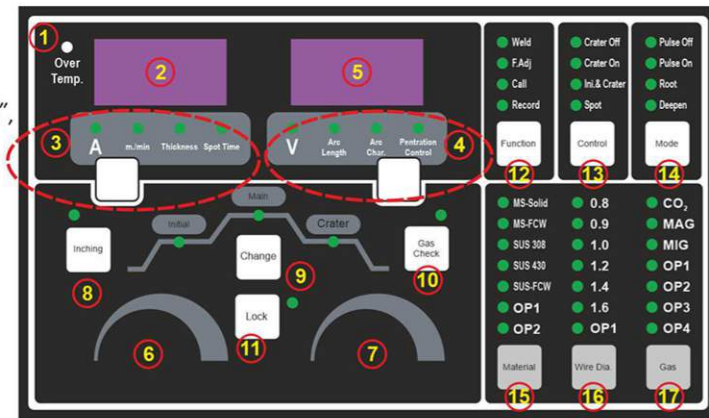 1
Over
Temp.
2
5
",
3
A
m./min
Thickness
Spot Time
V
Arc
Length
Arc
Char.
Pentration
Control
4
Weld
F.Adj
Call
Record
Function
12
Crater Off
Crater On
Ini.& Crater
Spot
Control
13
Pulse Off
Pulse On
Root
Deepen
Mode
14
Inching
8
Initial
Main
Crater
Change
9
Gas
Check
10
Lock
11
6
7
MS-Solid
MS-FCW
SUS 308
SUS 430
SUS-FCW
OP1
OP2
Material
15
0.8
0.9
1.0
1.2
1.4
1.6
OP1
Wire Dia.
16
CO₂
MAG
MIG
OP1
OP2
OP3
OP4
Gas
17